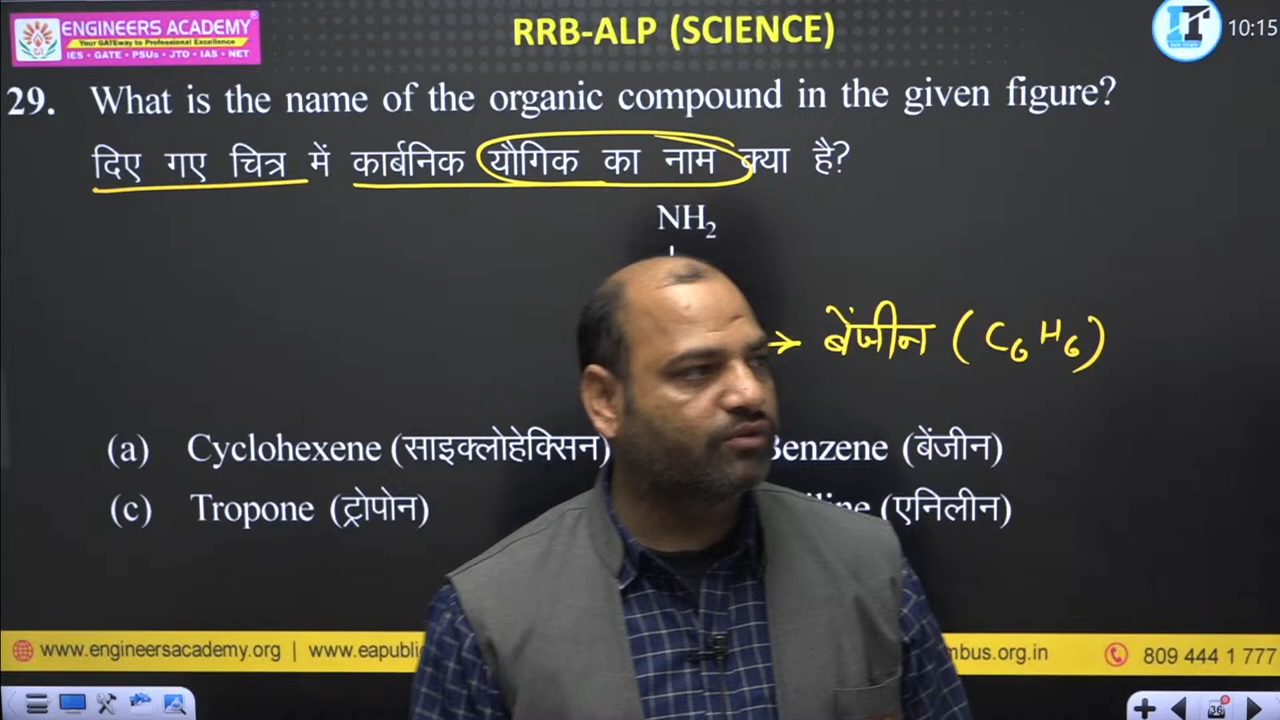 ENGINEERS ACADEMY
Your GATEway to Professional Excellence
IES • GATE • PSUs • JTO • IAS • NET
RRB-ALP (SCIENCE)
10:15
29. What is the name of the organic compound in the given figure?
दिए गए चित्र में कार्बनिक यौगिक का नाम क्या है?
NH₂
→ बेंजीन (C₆H₆)
(a) Cyclohexene (साइक्लोहेक्सिन) Benzene (बेंजीन)
(c) Tropone (ट्रोपोन) (एनिलीन)
www.engineersacademy.org | www.eapubli mbus.org.in 809 444 1 777
36